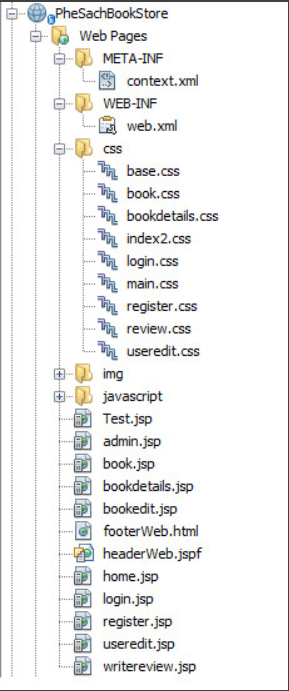 PheSachBookStore
Web Pages
META-INF
context.xml
WEB-INF
web.xml
css
base.css
book.css
bookdetails.css
index2.css
login.css
main.css
register.css
review.css
useredit.css
img
javascript
Test.jsp
admin.jsp
book.jsp
bookdetails.jsp
bookedit.jsp
footerWeb.html
headerWeb.jspf
home.jsp
login.jsp
register.jsp
useredit.jsp
writereview.jsp